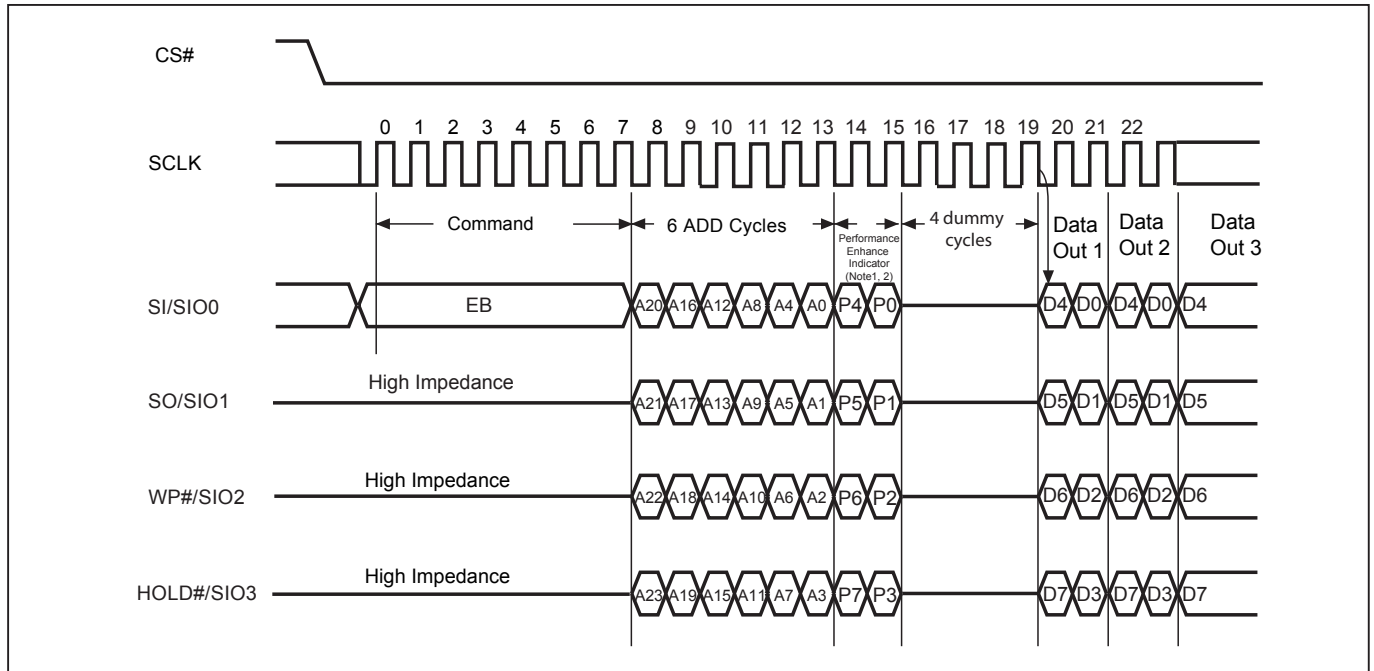 CS#
0 1 2 3 4 5 6 7 8 9 10 11 12 13 14 15 16 17 18 19 20 21 22
SCLK
Command
6 ADD Cycles
Performance
Enhance
Indicator
(Note1, 2)
4 dummy
cycles
Data
Out 1
Data
Out 2
Data
Out 3
SI/SIO0
EB
A20 A16 A12 A8 A4 A0 P4 P0 D4 D0 D4 D0 D4
High Impedance
SO/SIO1
A21 A17 A13 A9 A5 A1 P5 P1 D5 D1 D5 D1 D5
High Impedance
WP#/SIO2
A22 A18 A14 A10 A6 A2 P6 P2 D6 D2 D6 D2 D6
High Impedance
HOLD#/SIO3
A23 A19 A15 A11 A7 A3 P7 P3 D7 D3 D7 D3 D7